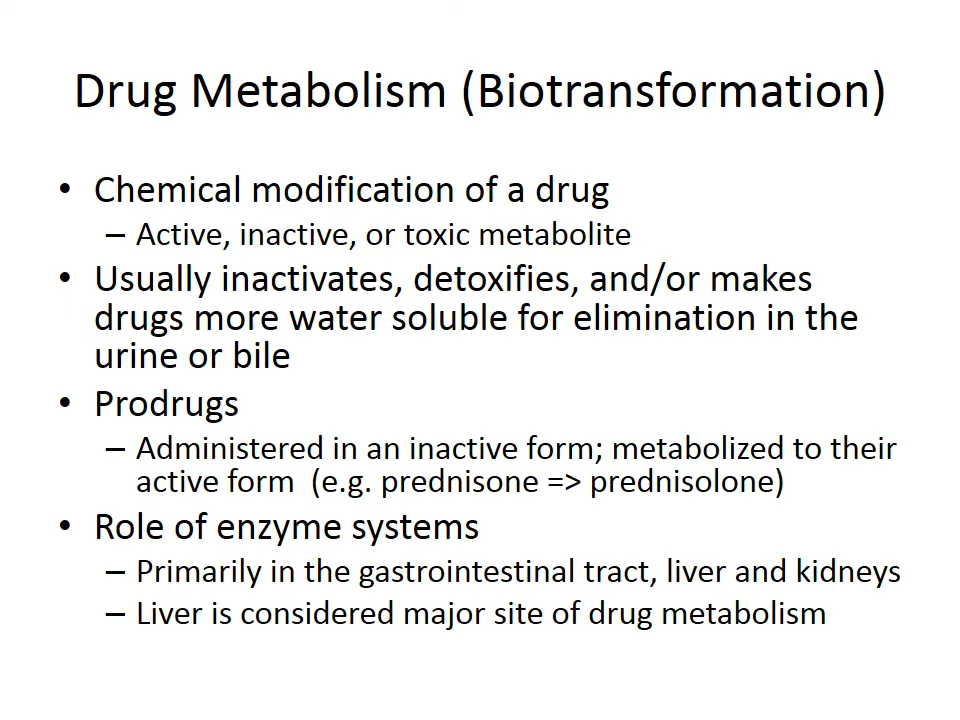 Drug Metabolism (Biotransformation)
• Chemical modification of a drug
– Active, inactive, or toxic metabolite
• Usually inactivates, detoxifies, and/or makes
drugs more water soluble for elimination in the
urine or bile
• Prodrugs
– Administered in an inactive form; metabolized to their
active form  (e.g. prednisone => prednisolone)
• Role of enzyme systems
– Primarily in the gastrointestinal tract, liver and kidneys
– Liver is considered major site of drug metabolism